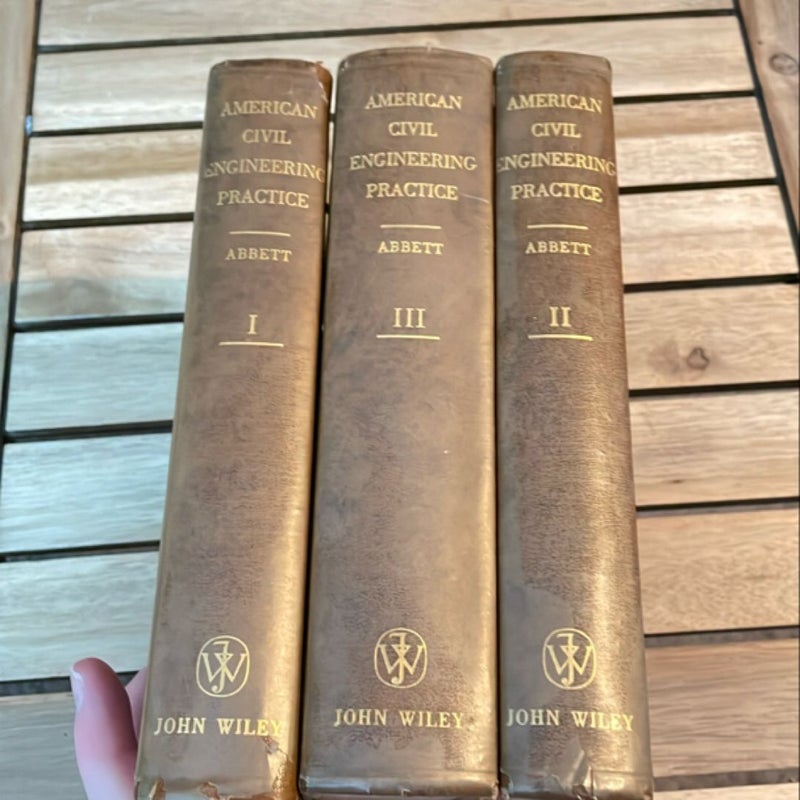 AMERICAN
CIVIL
ENGINEERING
PRACTICE
ABBETT
I
JOHN WILEY
AMERICAN
CIVIL
ENGINEERING
PRACTICE
ABBETT
III
JOHN WILEY
AMERICAN
CIVIL
ENGINEERING
PRACTICE
ABBETT
II
JOHN WILEY